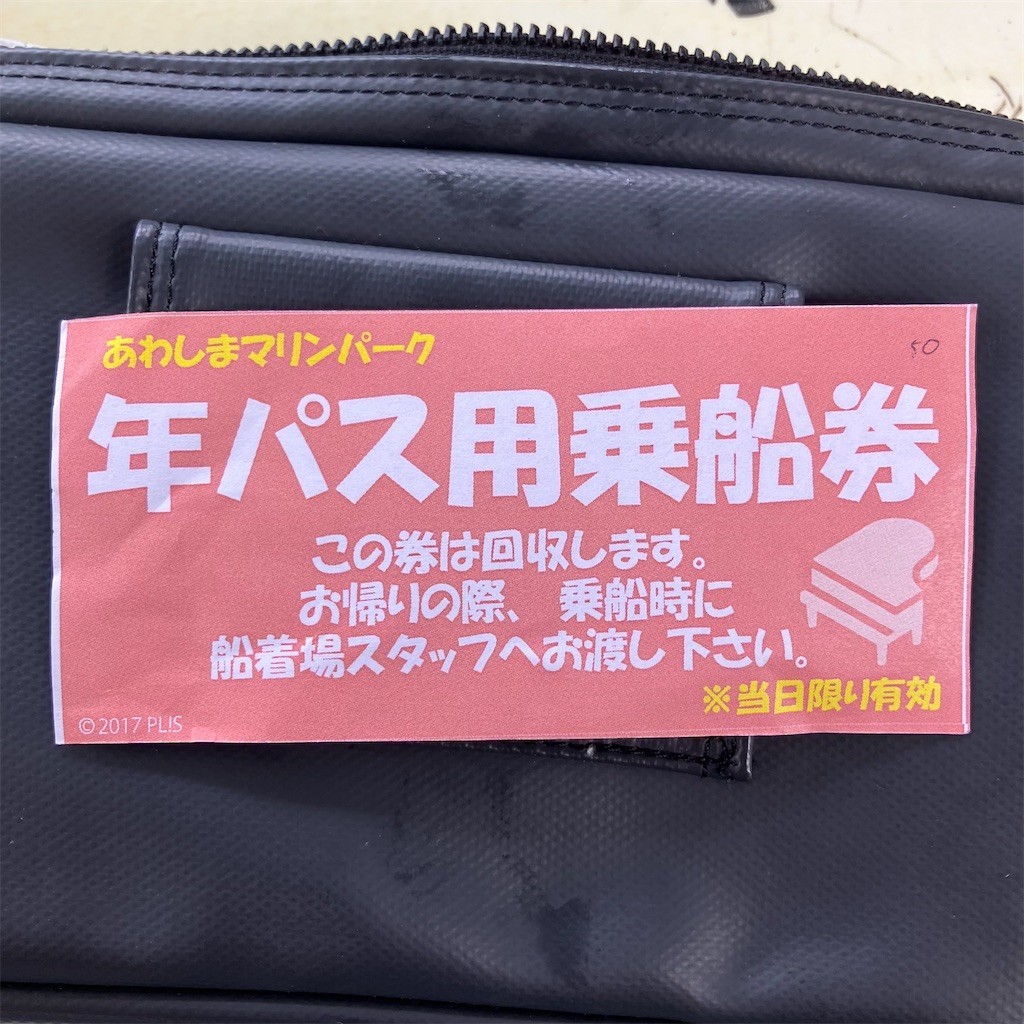 あわしまマリンパーク
50
年パス用乗船券
この券は回収します。
お帰りの際、乗船時に
船着場スタッフへお渡し下さい。
※当日限り有効
©2017 PL!S